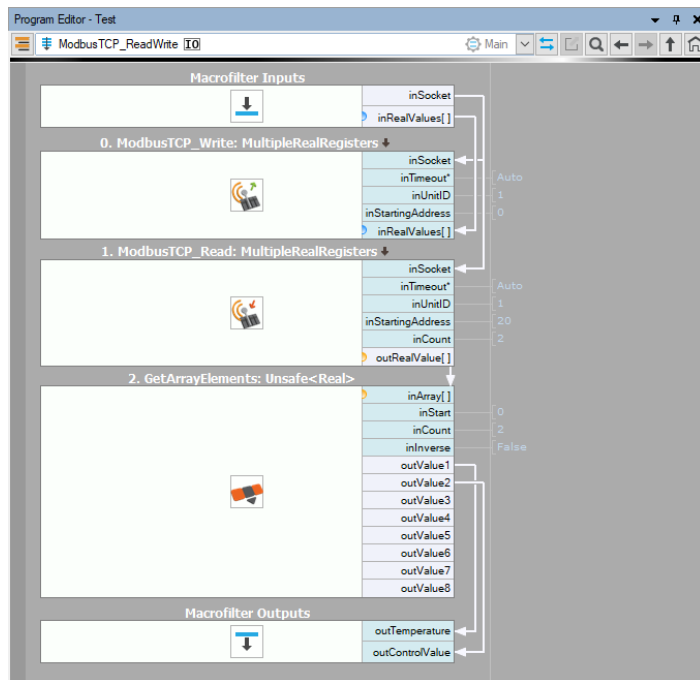 Program Editor - Test
ModbusTCP_ReadWrite IO Main
Macrofilter Inputs
inSocket
inRealValues[ ]
0. ModbusTCP_Write: MultipleRealRegisters
inSocket
inTimeout* Auto
inUnitID 1
inStartingAddress 0
inRealValues[ ]
1. ModbusTCP_Read: MultipleRealRegisters
inSocket
inTimeout* Auto
inUnitID 1
inStartingAddress 20
inCount 2
outRealValue[ ]
2. GetArrayElements: Unsafe<Real>
inArray[ ]
inStart 0
inCount 2
inInverse False
outValue1
outValue2
outValue3
outValue4
outValue5
outValue6
outValue7
outValue8
Macrofilter Outputs
outTemperature
outControlValue